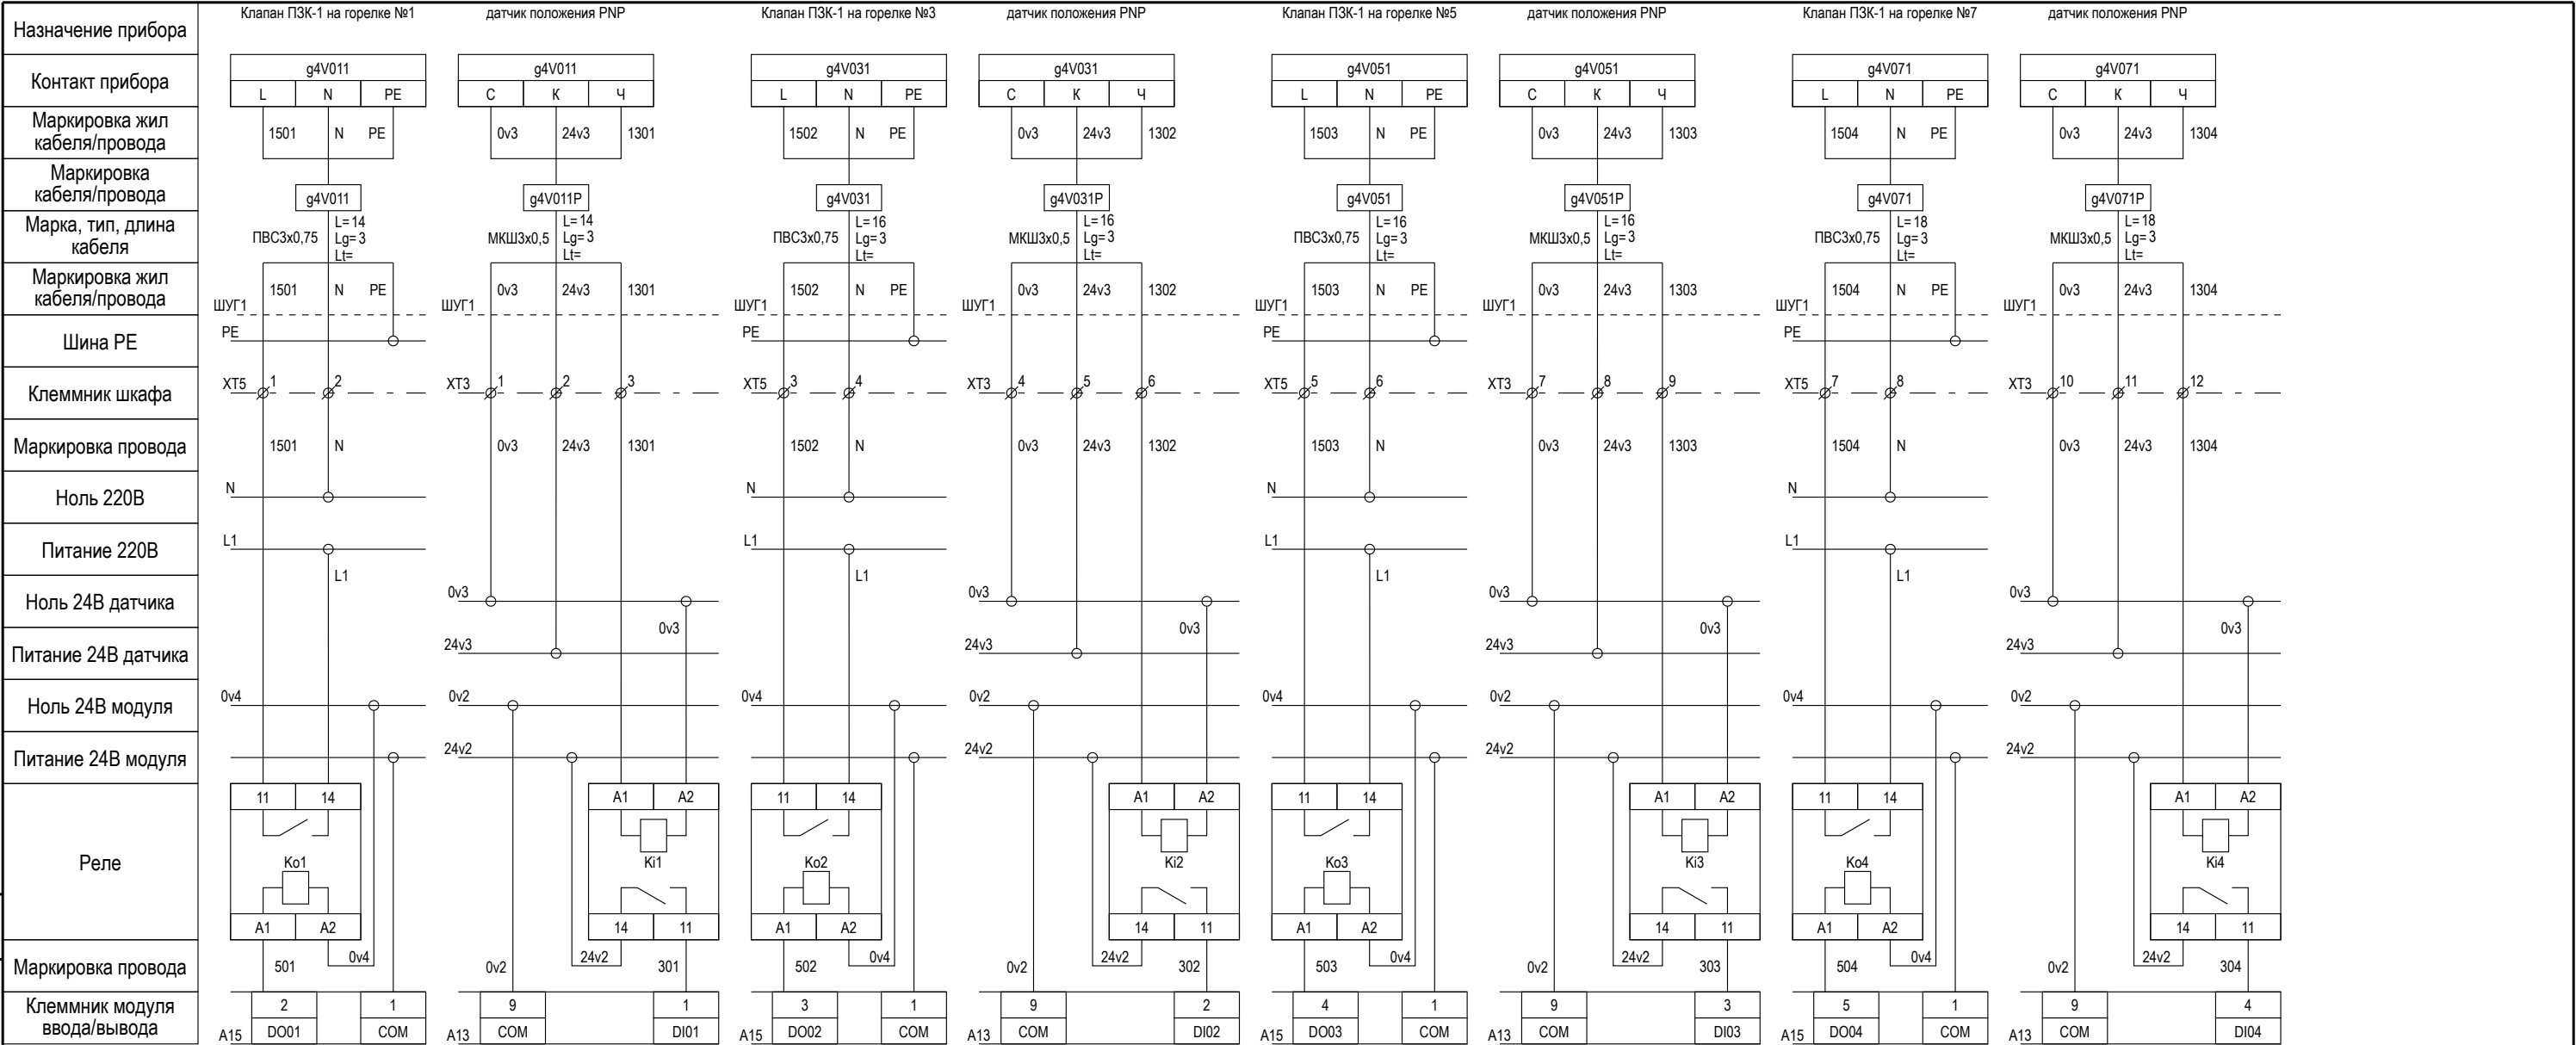 Клапан ПЗК-1 на горелке №1 датчик положения PNP Клапан ПЗК-1 на горелке №3 датчик положения PNP Клапан ПЗК-1 на горелке №5 датчик положения PNP Клапан ПЗК-1 на горелке №7 датчик положения PNP
Назначение прибора
g4V011 g4V011 g4V031 g4V031 g4V051 g4V051 g4V071 g4V071
Контакт прибора
L N PE С К Ч L N PE С К Ч L N PE С К Ч L N PE С К Ч
Маркировка жил
кабеля/провода
1501 N PE 0v3 24v3 1301 1502 N PE 0v3 24v3 1302 1503 N PE 0v3 24v3 1303 1504 N PE 0v3 24v3 1304
Маркировка
кабеля/провода
g4V011 g4V011P g4V031 g4V031P g4V051 g4V051P g4V071 g4V071P
Марка, тип, длина
кабеля
L= 14 L= 14 L= 16 L= 16 L= 16 L= 16 L= 18 L= 18
ПВС3х0,75 Lg= 3 МКШ3х0,5 Lg= 3 ПВС3х0,75 Lg= 3 МКШ3х0,5 Lg= 3 ПВС3х0,75 Lg= 3 МКШ3х0,5 Lg= 3 ПВС3х0,75 Lg= 3 МКШ3х0,5 Lg= 3
Lt= Lt= Lt= Lt= Lt= Lt= Lt= Lt=
Маркировка жил
кабеля/провода
1501 N PE 0v3 24v3 1301 1502 N PE 0v3 24v3 1302 1503 N PE 0v3 24v3 1303 1504 N PE 0v3 24v3 1304
ШУГ1 ШУГ1 ШУГ1 ШУГ1 ШУГ1 ШУГ1 ШУГ1 ШУГ1
Шина PE
PE PE PE PE
Клеммник шкафа
XT5 1 2 XT3 1 2 3 XT5 3 4 XT3 4 5 6 XT5 5 6 XT3 7 8 9 XT5 7 8 XT3 10 11 12
Маркировка провода
1501 N 0v3 24v3 1301 1502 N 0v3 24v3 1302 1503 N 0v3 24v3 1303 1504 N 0v3 24v3 1304
Ноль 220В
N N N N
Питание 220В
L1 L1 L1 L1
L1 L1 L1 L1
Ноль 24В датчика
0v3 0v3 0v3 0v3
0v3 0v3 0v3 0v3
Питание 24В датчика
24v3 24v3 24v3 24v3
Ноль 24В модуля
0v4 0v2 0v4 0v2 0v4 0v2 0v4 0v2
Питание 24В модуля
24v2 24v2 24v2 24v2
11 14 A1 A2 11 14 A1 A2 11 14 A1 A2 11 14 A1 A2
Реле
Ko1 Ki1 Ko2 Ki2 Ko3 Ki3 Ko4 Ki4
A1 A2 14 11 A1 A2 14 11 A1 A2 14 11 A1 A2 14 11
Маркировка провода
501 0v4 0v2 24v2 301 502 0v4 0v2 24v2 302 503 0v4 0v2 24v2 303 504 0v4 0v2 24v2 304
Клеммник модуля
ввода/вывода
2 1 9 1 3 1 9 2 4 1 9 3 5 1 9 4
A15 DO01 COM A13 COM DI01 A15 DO02 COM A13 COM DI02 A15 DO03 COM A13 COM DI03 A15 DO04 COM A13 COM DI04